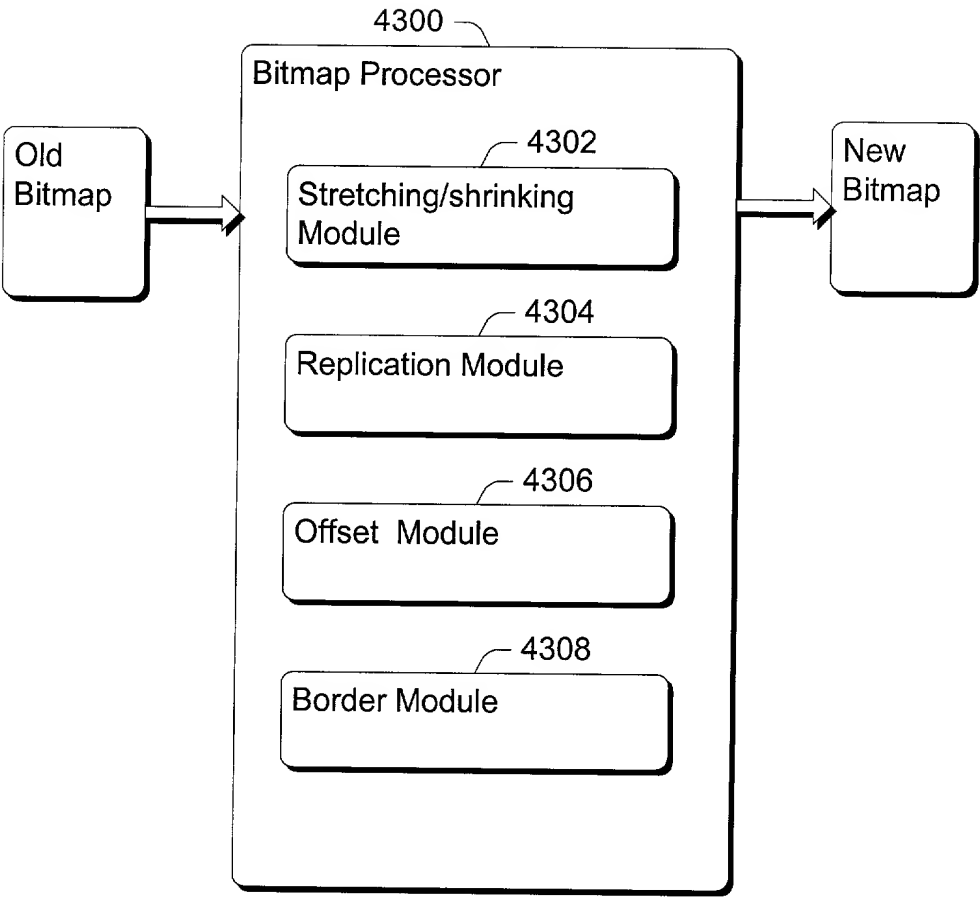 4300
Bitmap Processor
Old
Bitmap
4302
Stretching/shrinking
Module
New
Bitmap
4304
Replication Module
4306
Offset Module
4308
Border Module